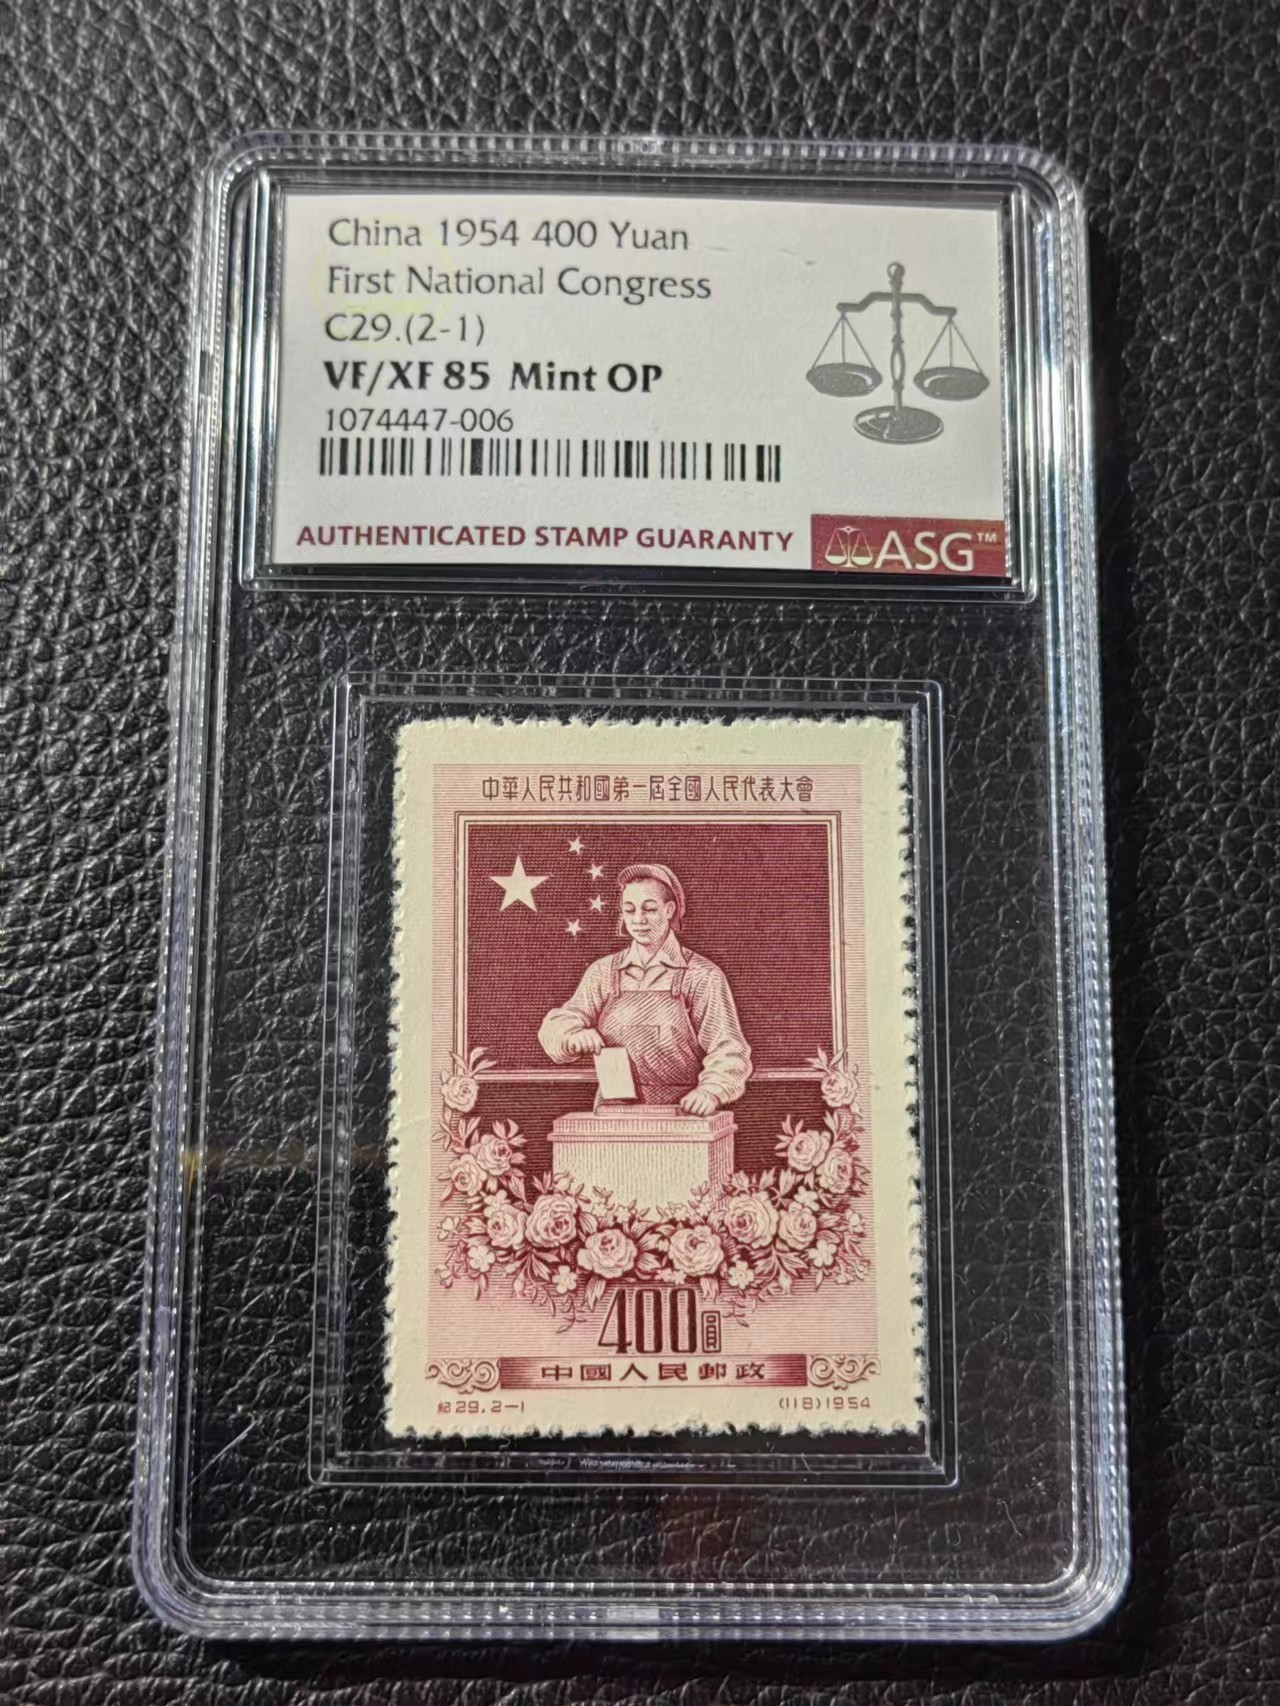 China 1954 400 Yuan
First National Congress
C29.(2-1)
VF/XF 85 Mint OP
1074447-006
AUTHENTICATED STAMP GUARANTY ASG™
中華人民共和國第一屆全國人民代表大會
400圓
中國人民郵政
紀29.2-1 (118)1954